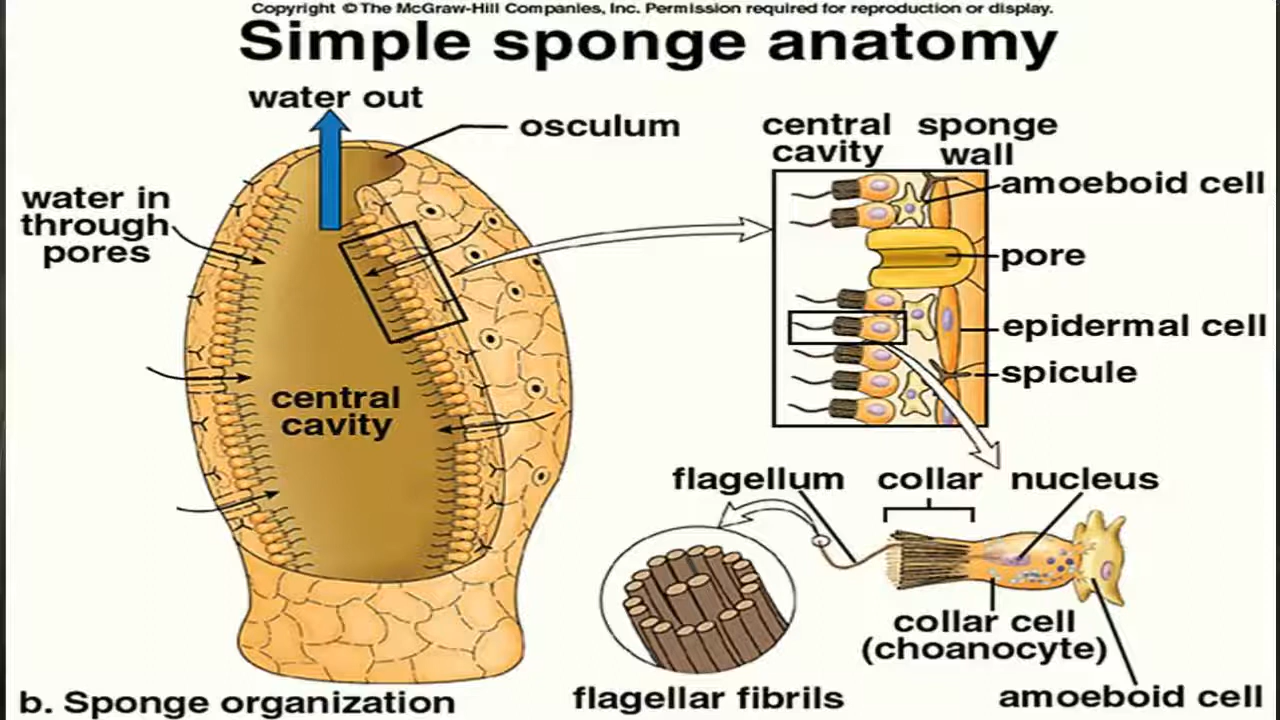 Copyright © The McGraw-Hill Companies, Inc. Permission required for reproduction or display.
Simple sponge anatomy
water out
osculum
water in
through
pores
central
cavity
central
cavity
sponge
wall
amoeboid cell
pore
epidermal cell
spicule
flagellum
collar
nucleus
collar cell
(choanocyte)
flagellar fibrils
amoeboid cell
b. Sponge organization